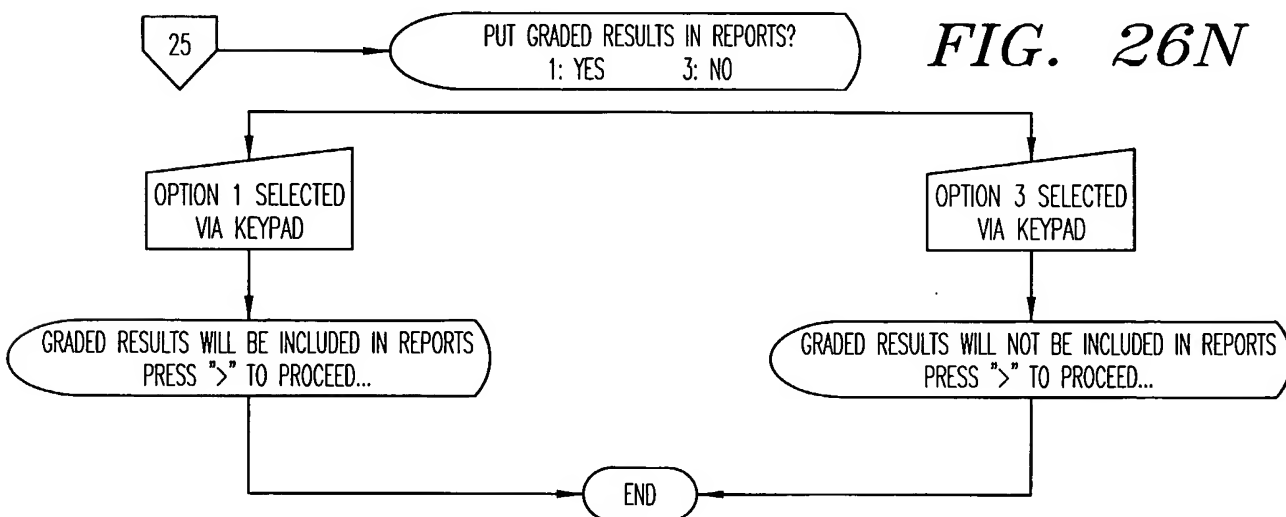 25
PUT GRADED RESULTS IN REPORTS?
1: YES 3: NO
FIG. 26N
OPTION 1 SELECTED
VIA KEYPAD
OPTION 3 SELECTED
VIA KEYPAD
GRADED RESULTS WILL BE INCLUDED IN REPORTS
PRESS ">" TO PROCEED...
GRADED RESULTS WILL NOT BE INCLUDED IN REPORTS
PRESS ">" TO PROCEED...
END